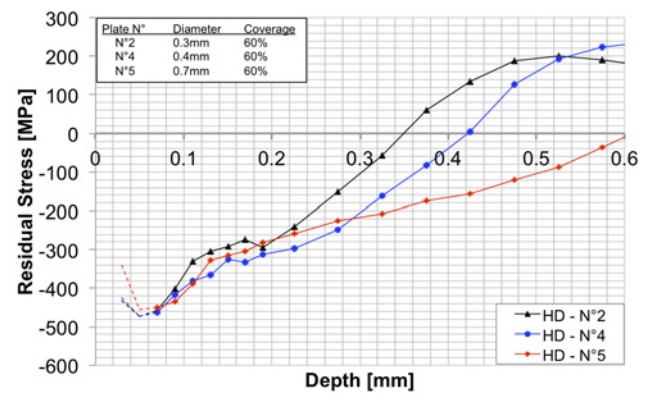 300
200
100
0
-100
-200
-300
-400
-500
-600
Residual Stress [MPa]
Plate N° Diameter Coverage
N°2 0.3mm 60%
N°4 0.4mm 60%
N°5 0.7mm 60%
0 0.1 0.2 0.3 0.4 0.5 0.6
HD - N°2
HD - N°4
HD - N°5
Depth [mm]